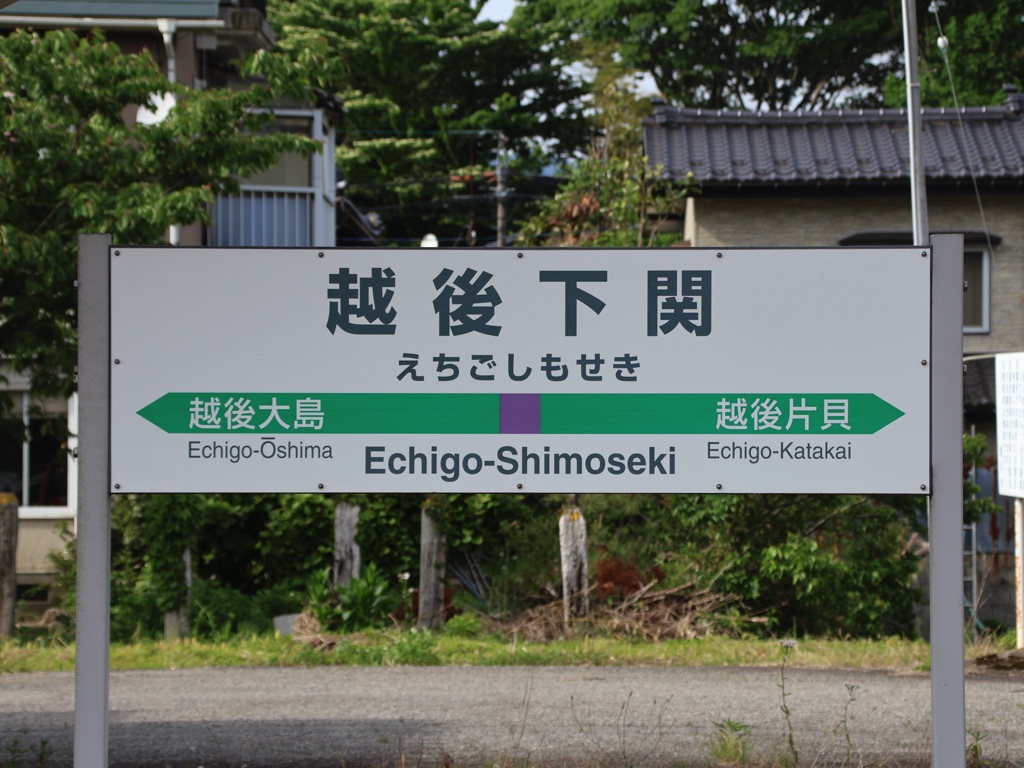 越後下関
えちごしもせき
越後大島 越後片貝
Echigo-Ōshima Echigo-Katakai
Echigo-Shimoseki